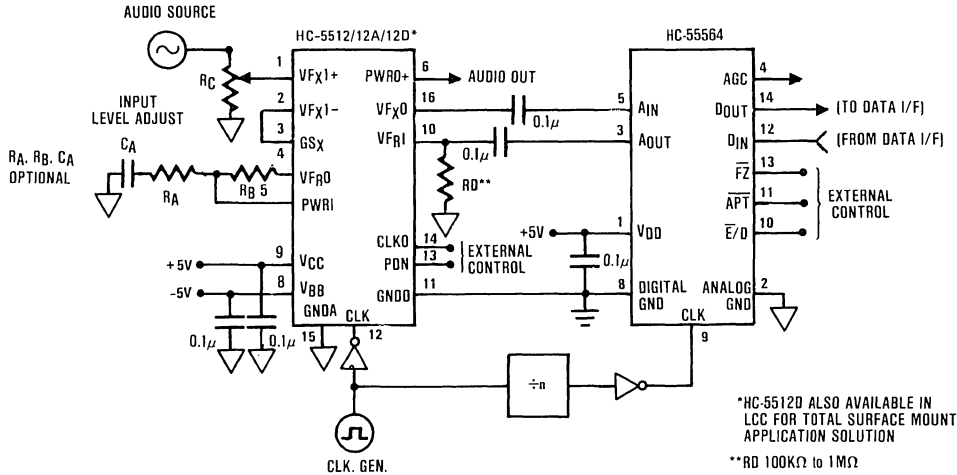 AUDIO SOURCE
RC
INPUT
LEVEL ADJUST
RA, RB, CA
OPTIONAL
CA
RA
RB
HC-5512/12A/12D*
1 VFX1+
2 VFX1-
3 GSX
4 VFRO
5 PWRI
9 VCC
8 VBB
+5V
-5V
0.1μ
0.1μ
GNDA
15
CLK
12
PWRO+ 6
AUDIO OUT
VFXO 16
VFRI 10
0.1μ
0.1μ
RD**
CLKO 14
PDN 13
EXTERNAL
CONTROL
GNDD 11
CLK. GEN.
÷n
HC-55564
5 AIN
3 AOUT
+5V
1 VDD
0.1μ
8 DIGITAL
GND
AGC 4
DOUT 14
(TO DATA I/F)
DIN 12
(FROM DATA I/F)
F̅Z̅ 13
A̅P̅T̅ 11
E̅/D 10
EXTERNAL
CONTROL
ANALOG
GND
2
CLK
9
*HC-5512D ALSO AVAILABLE IN
LCC FOR TOTAL SURFACE MOUNT
APPLICATION SOLUTION
**RD 100KΩ to 1MΩ